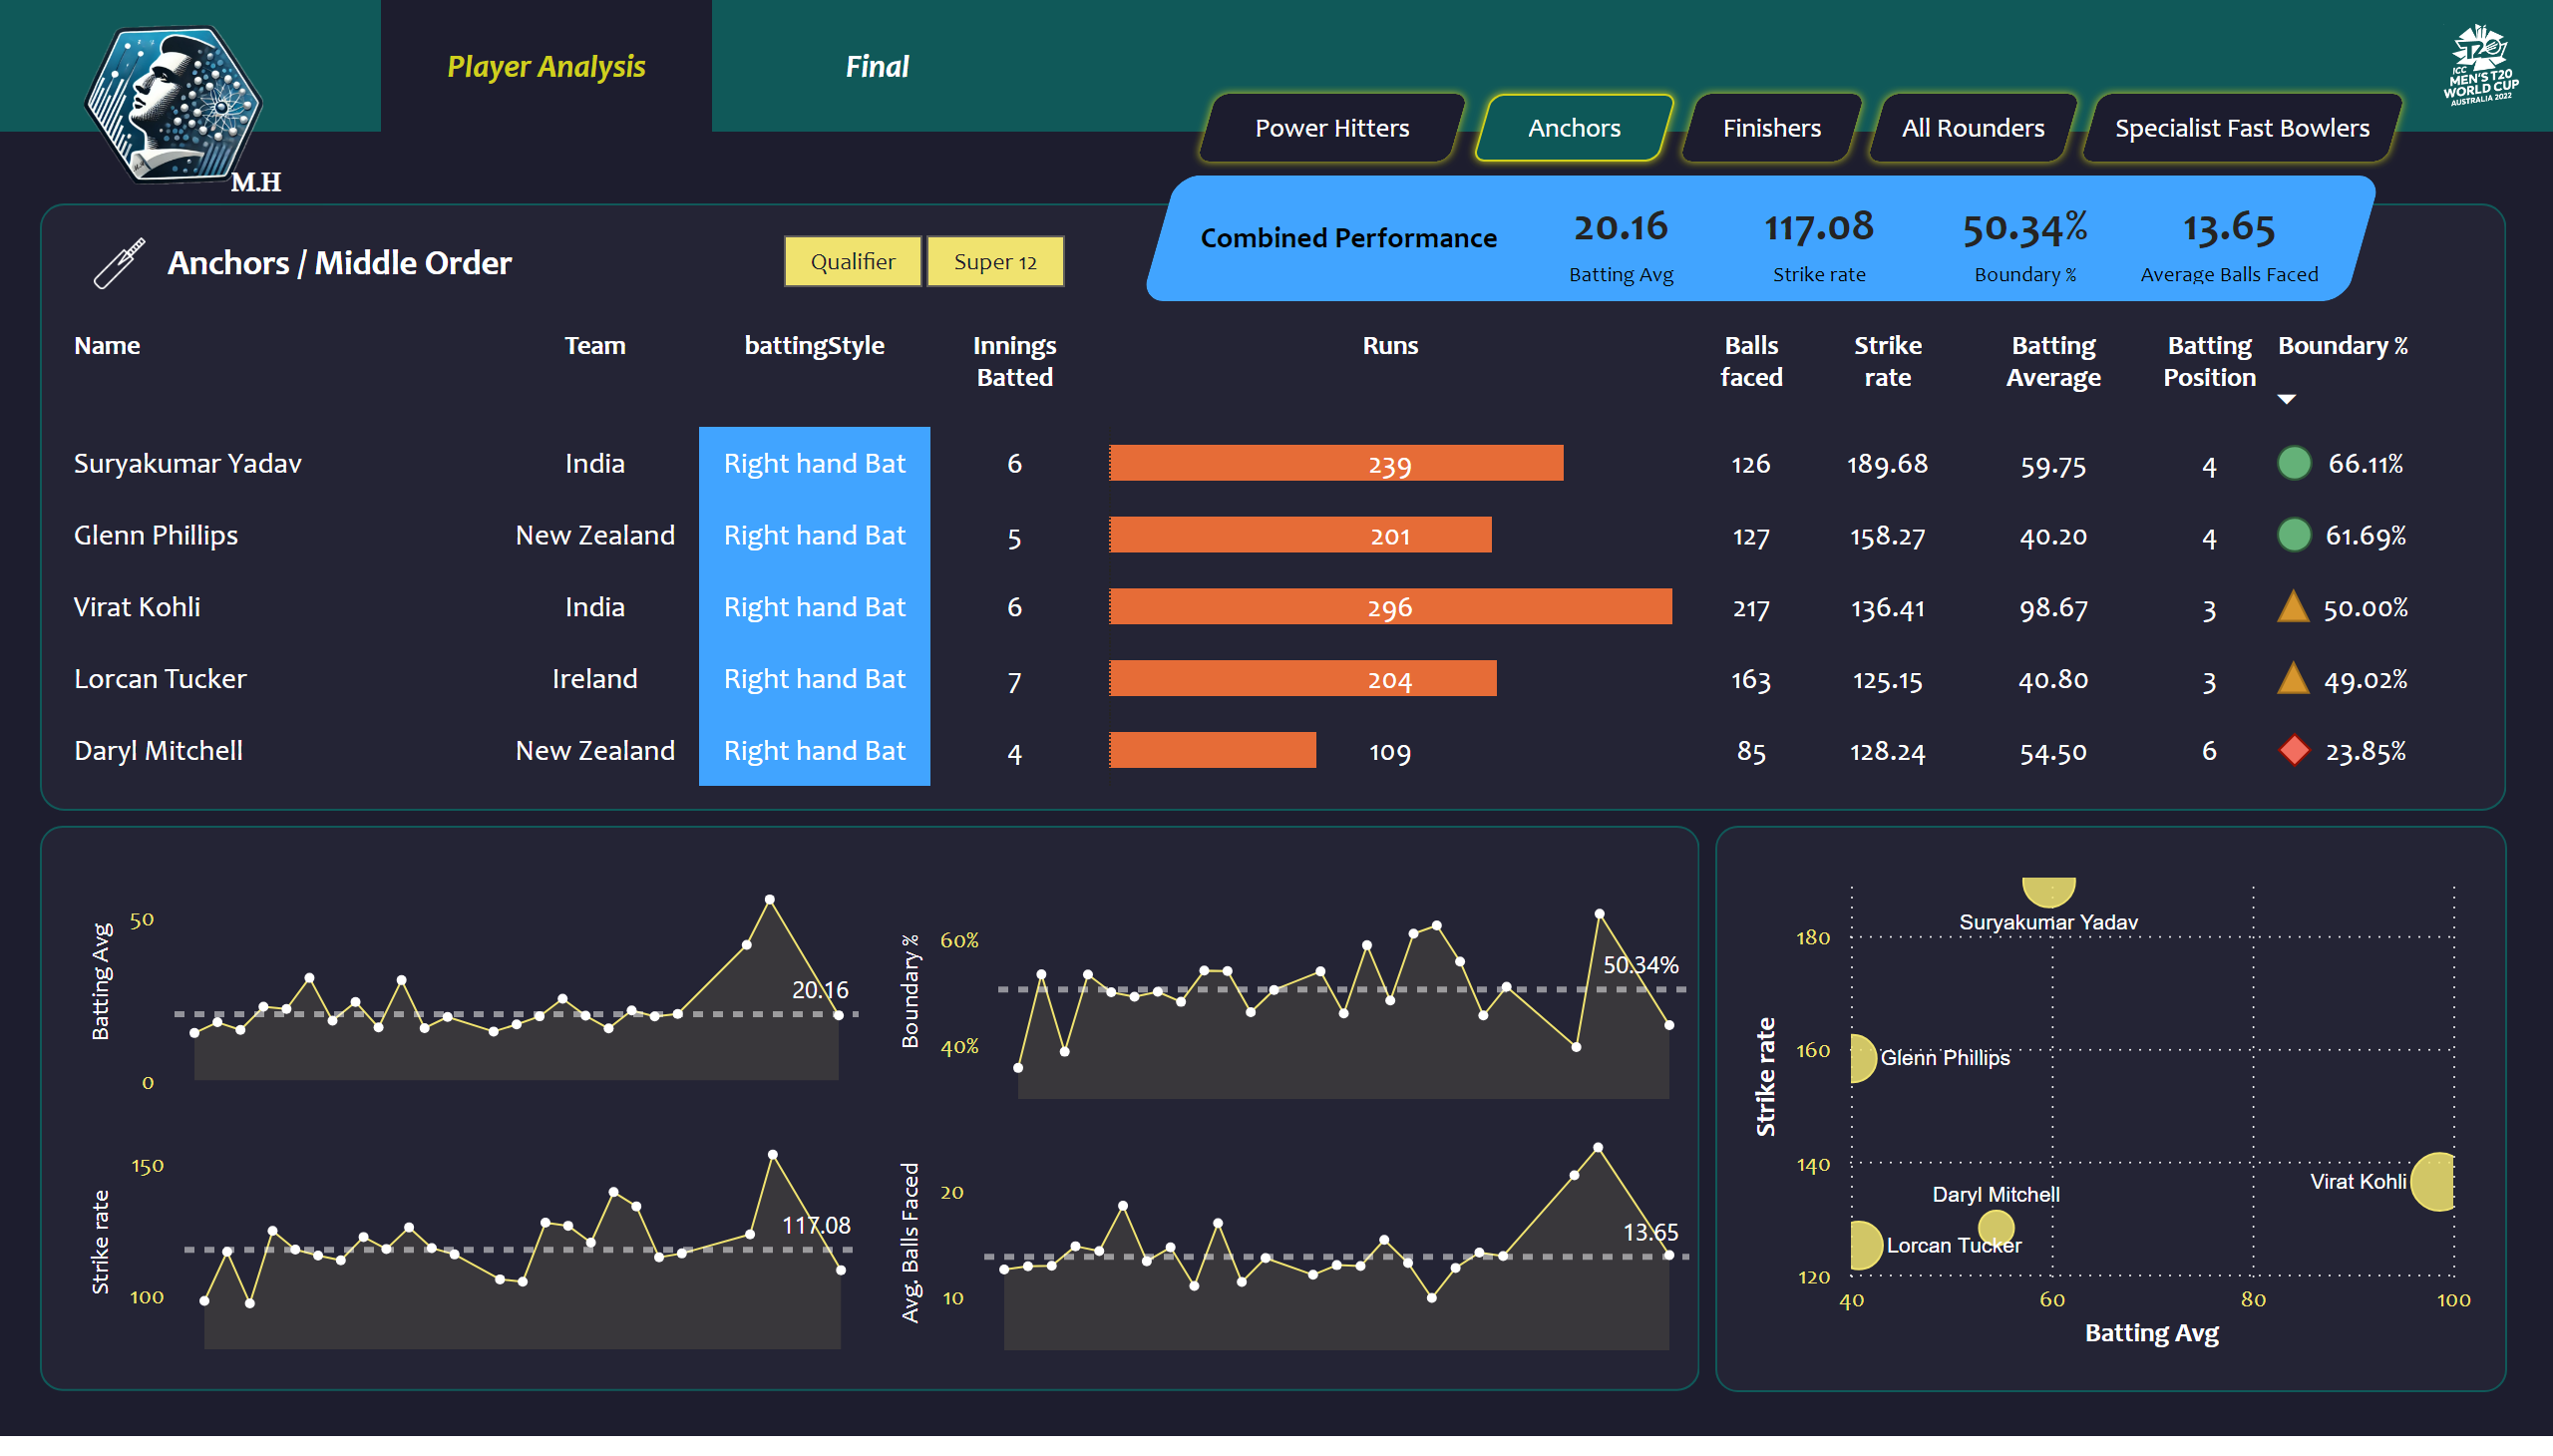 Player Analysis
Final
ICC
MEN'S T20
WORLD CUP
AUSTRALIA 2022
M.H
Power Hitters
Anchors
Finishers
All Rounders
Specialist Fast Bowlers
Combined Performance
20.16
Batting Avg
117.08
Strike rate
50.34%
Boundary %
13.65
Average Balls Faced
Anchors / Middle Order
Qualifier
Super 12
Name Team battingStyle Innings Batted Runs Balls faced Strike rate Batting Average Batting Position Boundary %
Suryakumar Yadav India Right hand Bat 6 239 126 189.68 59.75 4 66.11%
Glenn Phillips New Zealand Right hand Bat 5 201 127 158.27 40.20 4 61.69%
Virat Kohli India Right hand Bat 6 296 217 136.41 98.67 3 50.00%
Lorcan Tucker Ireland Right hand Bat 7 204 163 125.15 40.80 3 49.02%
Daryl Mitchell New Zealand Right hand Bat 4 109 85 128.24 54.50 6 23.85%
Batting Avg
50
0
20.16
Boundary %
60%
40%
50.34%
Strike rate
150
100
117.08
Avg. Balls Faced
20
10
13.65
Strike rate
180
160
140
120
Suryakumar Yadav
Glenn Phillips
Virat Kohli
Daryl Mitchell
Lorcan Tucker
40 60 80 100
Batting Avg